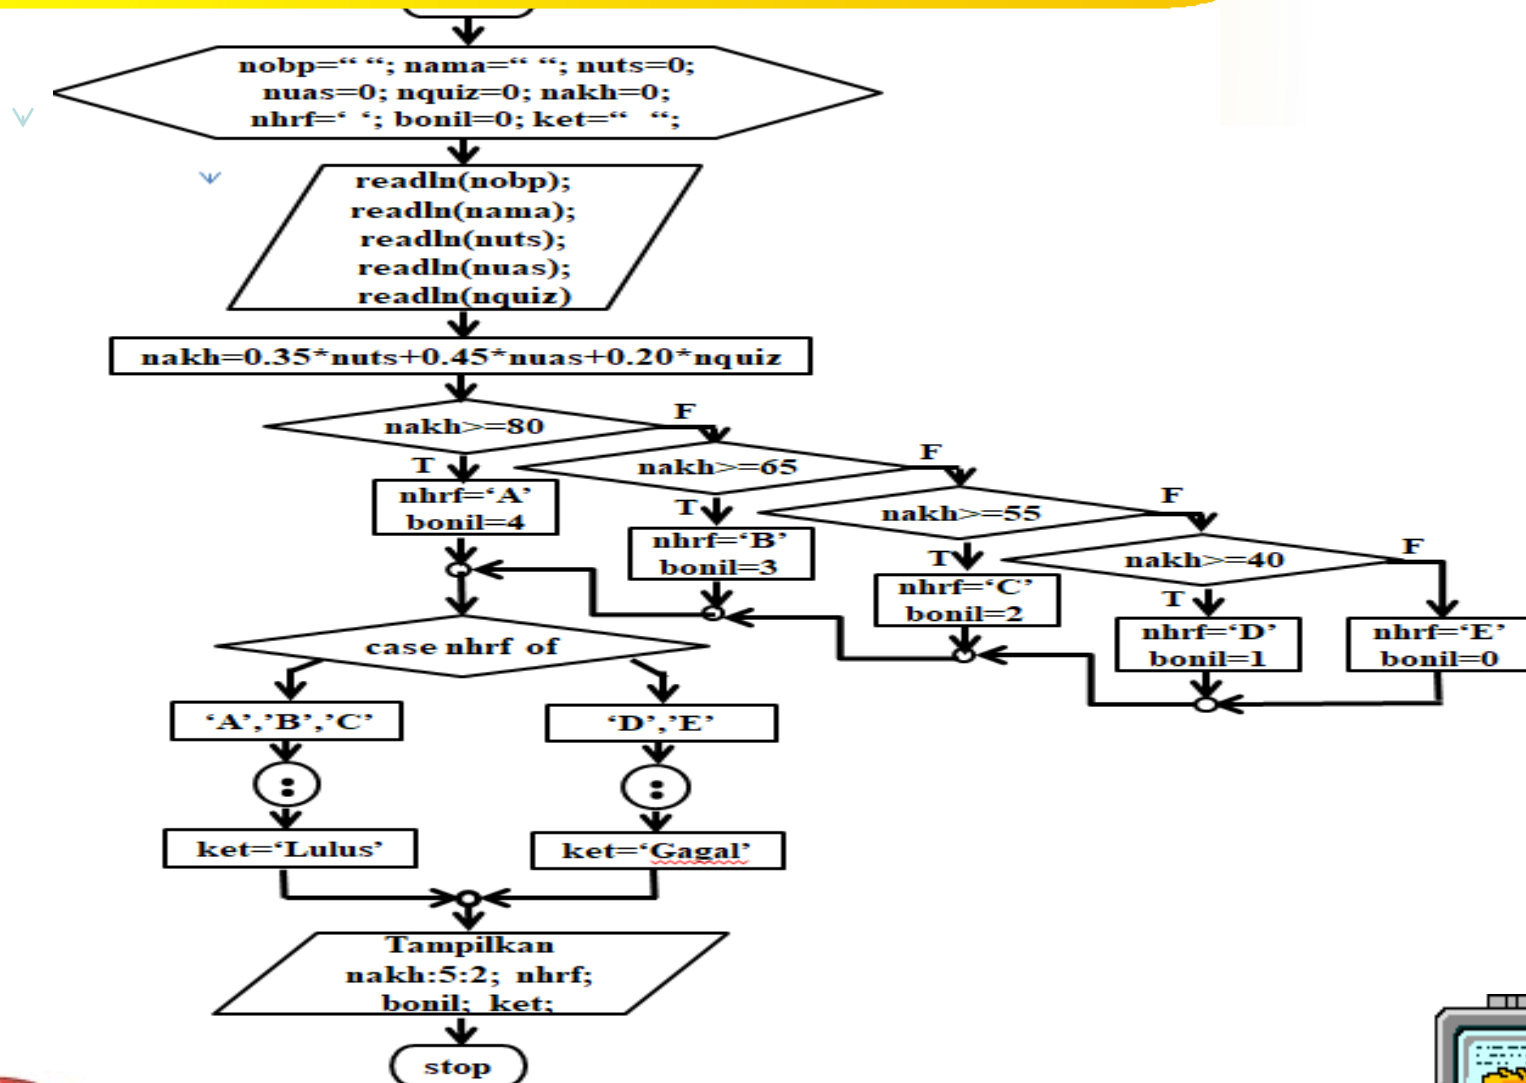 nobp=“ “; nama=“ “; nuts=0;
nuas=0; nquiz=0; nakh=0;
nhrf=‘ ‘; bonil=0; ket=“ “;
readln(nobp);
readln(nama);
readln(nuts);
readln(nuas);
readln(nquiz)
nakh=0.35*nuts+0.45*nuas+0.20*nquiz
nakh>=80
F
T
nhrf=‘A’
bonil=4
nakh>=65
F
T
nhrf=‘B’
bonil=3
nakh>=55
F
T
nhrf=‘C’
bonil=2
nakh>=40
F
T
nhrf=‘D’
bonil=1
nhrf=‘E’
bonil=0
case nhrf of
‘A’,’B’,’C’
‘D’,’E’
:
:
ket=‘Lulus’
ket=‘Gagal’
Tampilkan
nakh:5:2; nhrf;
bonil; ket;
stop